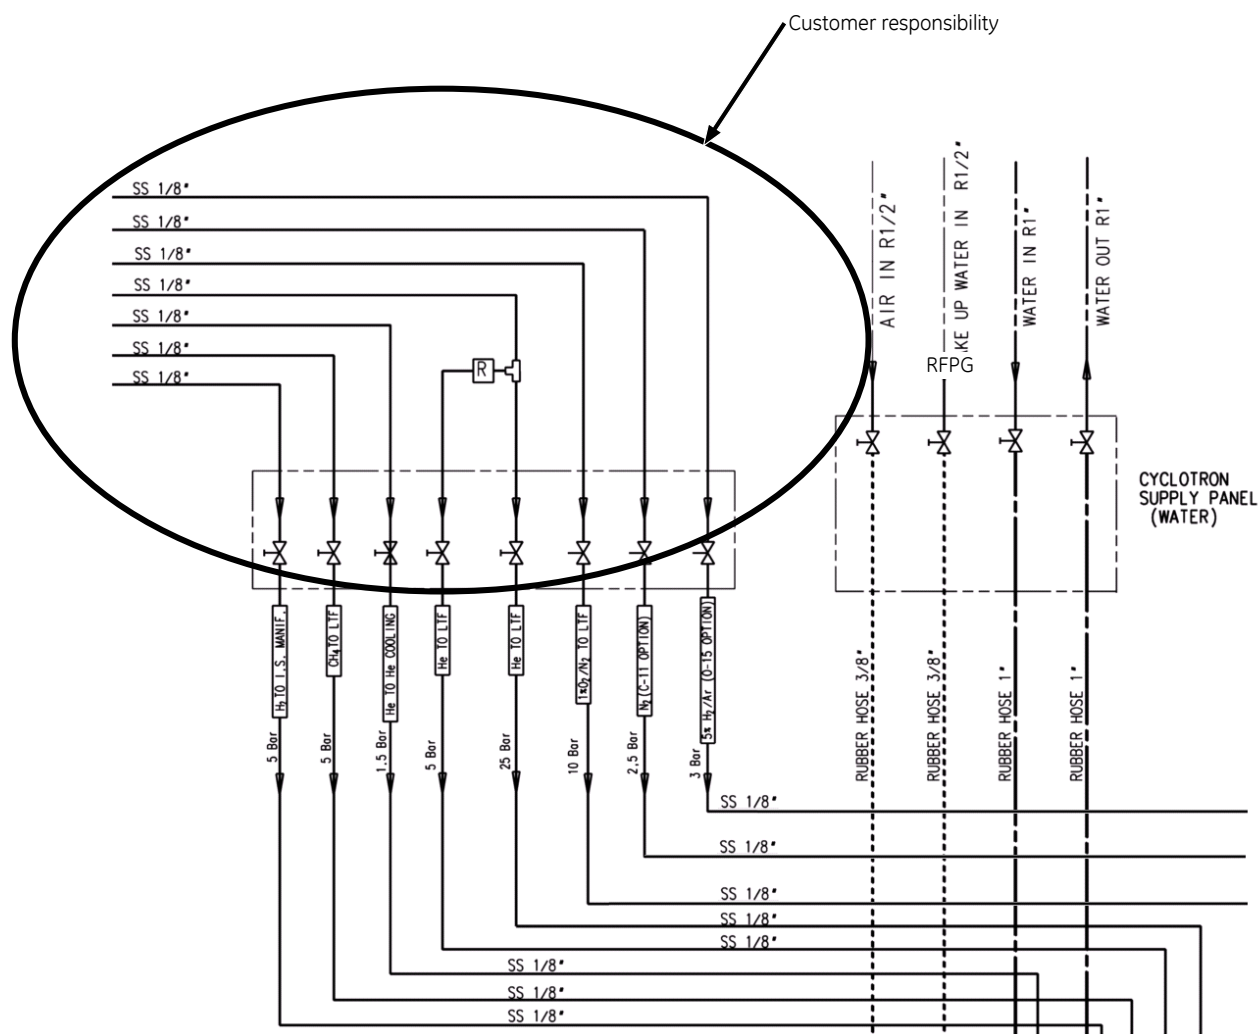 Customer responsibility
SS 1/8"
SS 1/8"
SS 1/8"
SS 1/8"
SS 1/8"
SS 1/8"
SS 1/8"
R
AIR IN R1/2"
KE UP WATER IN R1/2"
WATER IN R1"
WATER OUT R1"
RFPG
CYCLOTRON
SUPPLY PANEL
(WATER)
H₂ TO I.S. MANIF.
CH₄ TO LTF
He TO He COOLING
He TO LTF
He TO LTF
1%O₂/N₂ TO LTF
N₂ (C-11 OPTION)
5% H₂/Ar (O-15 OPTION)
5 Bar
5 Bar
1.5 Bar
5 Bar
25 Bar
10 Bar
2.5 Bar
3 Bar
RUBBER HOSE 3/8"
RUBBER HOSE 3/8"
RUBBER HOSE 1"
RUBBER HOSE 1"
SS 1/8"
SS 1/8"
SS 1/8"
SS 1/8"
SS 1/8"
SS 1/8"
SS 1/8"
SS 1/8"